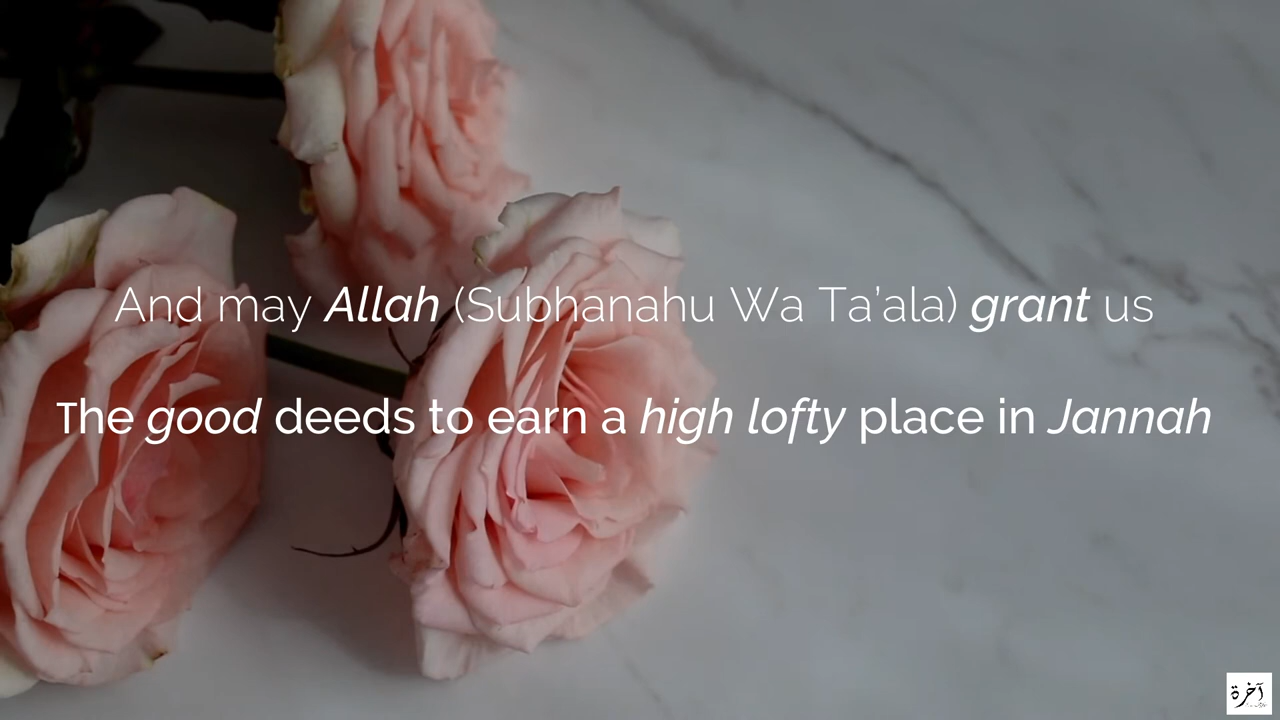 And may Allah (Subhanahu Wa Ta'ala) grant us
The good deeds to earn a high lofty place in Jannah
آخرة